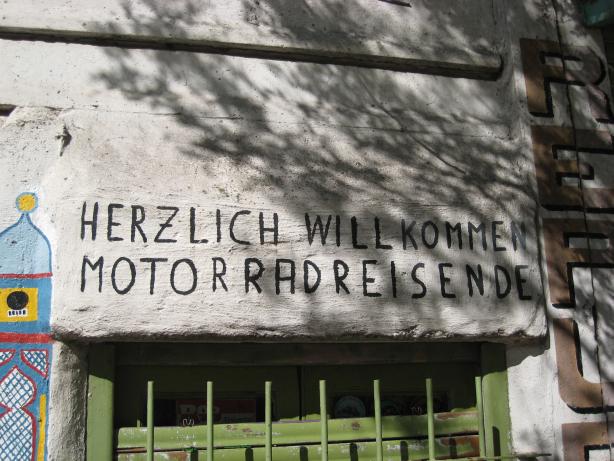 HERZLICH WILLKOMMEN
MOTORRADREISENDE